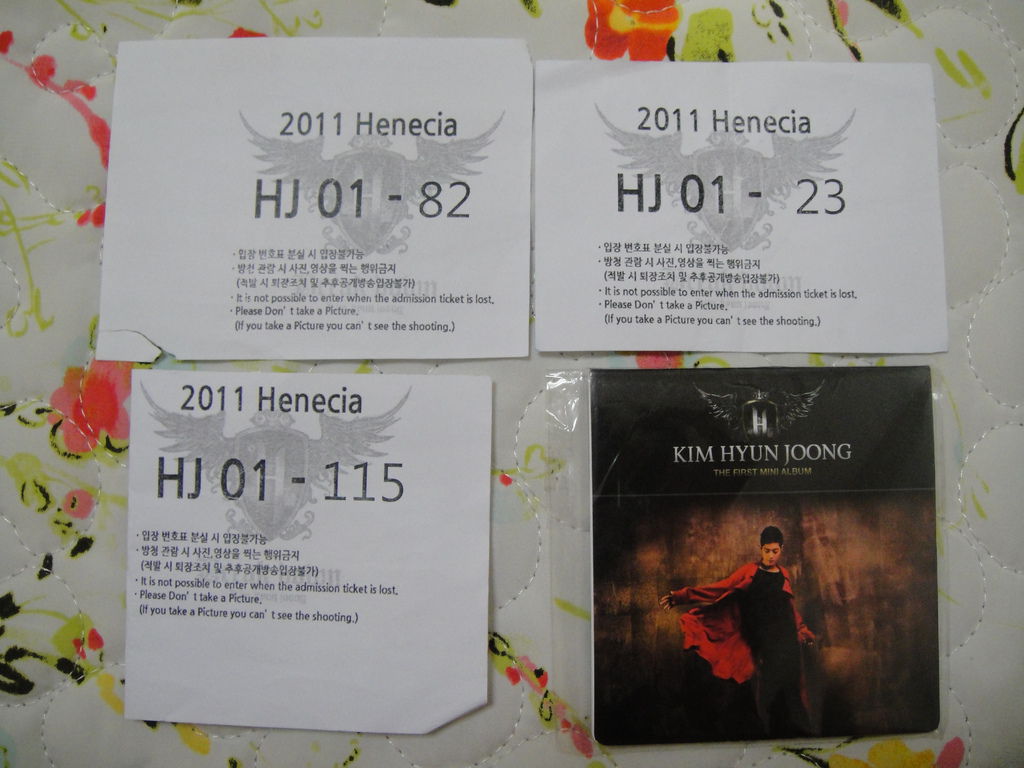 2011 Henecia
HJ 01 - 82
· 입장 번호표 분실 시 입장불가능
· 방청 관람 시 사진,영상을 찍는 행위금지
(적발 시 퇴장조치 및 추후공개방송입장불가)
· It is not possible to enter when the admission ticket is lost.
· Please Don't take a Picture.
(If you take a Picture you can't see the shooting.)
2011 Henecia
HJ 01 - 23
· 입장 번호표 분실 시 입장불가능
· 방청 관람 시 사진,영상을 찍는 행위금지
(적발 시 퇴장조치 및 추후공개방송입장불가)
· It is not possible to enter when the admission ticket is lost.
· Please Don't take a Picture.
(If you take a Picture you can't see the shooting.)
2011 Henecia
HJ 01 - 115
· 입장 번호표 분실 시 입장불가능
· 방청 관람 시 사진,영상을 찍는 행위금지
(적발 시 퇴장조치 및 추후공개방송입장불가)
· It is not possible to enter when the admission ticket is lost.
· Please Don't take a Picture.
(If you take a Picture you can't see the shooting.)
H
KIM HYUN JOONG
THE FIRST MINI ALBUM